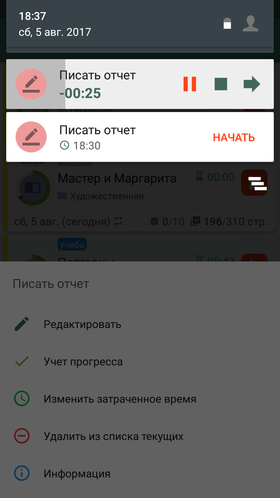 18:37
сб, 5 авг. 2017
Писать отчет
-00:25
Писать отчет
18:30
НАЧАТЬ
Мастер и Маргарита
00:00
Художественная
сб, 5 авг. (сегодня)
0/10
196/310 стр.
учеба
Писать отчет
Редактировать
Учет прогресса
Изменить затраченное время
Удалить из списка текущих
Информация